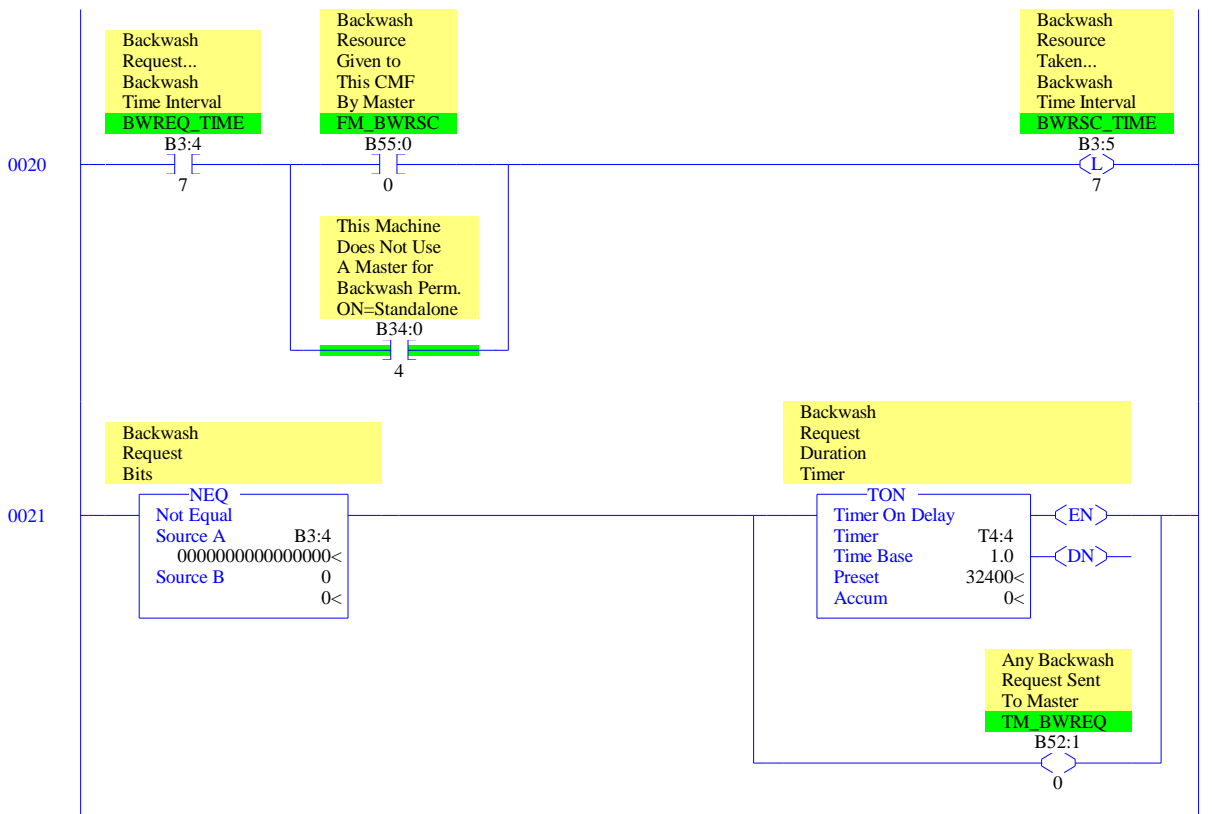 Backwash
Request...
Backwash
Time Interval
BWREQ_TIME
B3:4
7
Backwash
Resource
Given to
This CMF
By Master
FM_BWRSC
B55:0
0
Backwash
Resource
Taken...
Backwash
Time Interval
BWRSC_TIME
B3:5
L
7
0020
This Machine
Does Not Use
A Master for
Backwash Perm.
ON=Standalone
B34:0
4
Backwash
Request
Bits
0021
NEQ
Not Equal
Source A B3:4
0000000000000000<
Source B 0
0<
Backwash
Request
Duration
Timer
TON
Timer On Delay
Timer T4:4
Time Base 1.0
Preset 32400<
Accum 0<
EN
DN
Any Backwash
Request Sent
To Master
TM_BWREQ
B52:1
0